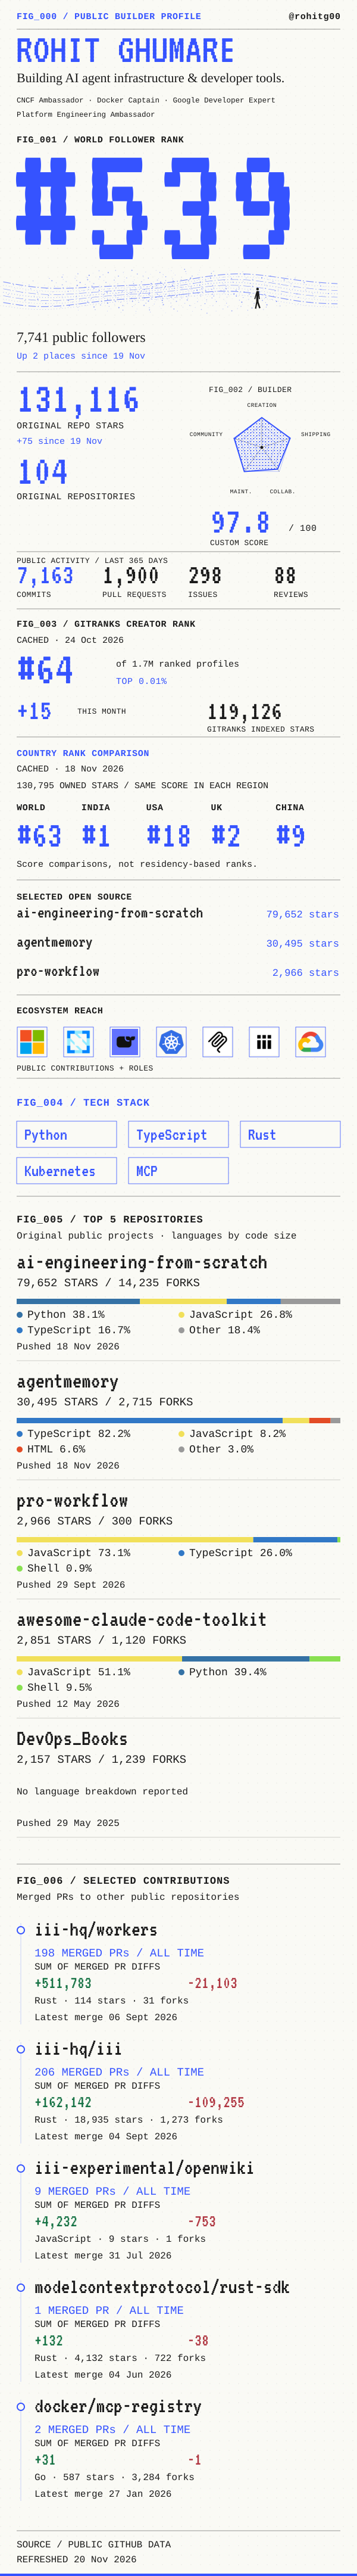 FIG_000 / PUBLIC BUILDER PROFILE @rohitg00
ROHIT GHUMARE
Building AI agent infrastructure & developer tools.
CNCF Ambassador · Docker Captain · Google Developer Expert
Platform Engineering Ambassador
FIG_001 / WORLD FOLLOWER RANK
#539
7,741 public followers
Up 2 places since 19 Nov
131,116
ORIGINAL REPO STARS
+75 since 19 Nov
104
ORIGINAL REPOSITORIES
FIG_002 / BUILDER
CREATION
COMMUNITY
SHIPPING
MAINT.
COLLAB.
97.8 / 100
CUSTOM SCORE
PUBLIC ACTIVITY / LAST 365 DAYS
7,163 1,900 298 88
COMMITS PULL REQUESTS ISSUES REVIEWS
FIG_003 / GITRANKS CREATOR RANK
CACHED · 24 Oct 2026
#64 of 1.7M ranked profiles
TOP 0.01%
+15 THIS MONTH 119,126
GITRANKS INDEXED STARS
COUNTRY RANK COMPARISON
CACHED · 18 Nov 2026
130,795 OWNED STARS / SAME SCORE IN EACH REGION
WORLD INDIA USA UK CHINA
#63 #1 #18 #2 #9
Score comparisons, not residency-based ranks.
SELECTED OPEN SOURCE
ai-engineering-from-scratch 79,652 stars
agentmemory 30,495 stars
pro-workflow 2,966 stars
ECOSYSTEM REACH
iii
PUBLIC CONTRIBUTIONS + ROLES
FIG_004 / TECH STACK
Python TypeScript Rust
Kubernetes MCP
FIG_005 / TOP 5 REPOSITORIES
Original public projects · languages by code size
ai-engineering-from-scratch
79,652 STARS / 14,235 FORKS
Python 38.1% JavaScript 26.8%
TypeScript 16.7% Other 18.4%
Pushed 18 Nov 2026
agentmemory
30,495 STARS / 2,715 FORKS
TypeScript 82.2% JavaScript 8.2%
HTML 6.6% Other 3.0%
Pushed 18 Nov 2026
pro-workflow
2,966 STARS / 300 FORKS
JavaScript 73.1% TypeScript 26.0%
Shell 0.9%
Pushed 29 Sept 2026
awesome-claude-code-toolkit
2,851 STARS / 1,120 FORKS
JavaScript 51.1% Python 39.4%
Shell 9.5%
Pushed 12 May 2026
DevOps_Books
2,157 STARS / 1,239 FORKS
No language breakdown reported
Pushed 29 May 2025
FIG_006 / SELECTED CONTRIBUTIONS
Merged PRs to other public repositories
iii-hq/workers
198 MERGED PRs / ALL TIME
SUM OF MERGED PR DIFFS
+511,783 -21,103
Rust · 114 stars · 31 forks
Latest merge 06 Sept 2026
iii-hq/iii
206 MERGED PRs / ALL TIME
SUM OF MERGED PR DIFFS
+162,142 -109,255
Rust · 18,935 stars · 1,273 forks
Latest merge 04 Sept 2026
iii-experimental/openwiki
9 MERGED PRs / ALL TIME
SUM OF MERGED PR DIFFS
+4,232 -753
JavaScript · 9 stars · 1 forks
Latest merge 31 Jul 2026
modelcontextprotocol/rust-sdk
1 MERGED PR / ALL TIME
SUM OF MERGED PR DIFFS
+132 -38
Rust · 4,132 stars · 722 forks
Latest merge 04 Jun 2026
docker/mcp-registry
2 MERGED PRs / ALL TIME
SUM OF MERGED PR DIFFS
+31 -1
Go · 587 stars · 3,284 forks
Latest merge 27 Jan 2026
SOURCE / PUBLIC GITHUB DATA
REFRESHED 20 Nov 2026